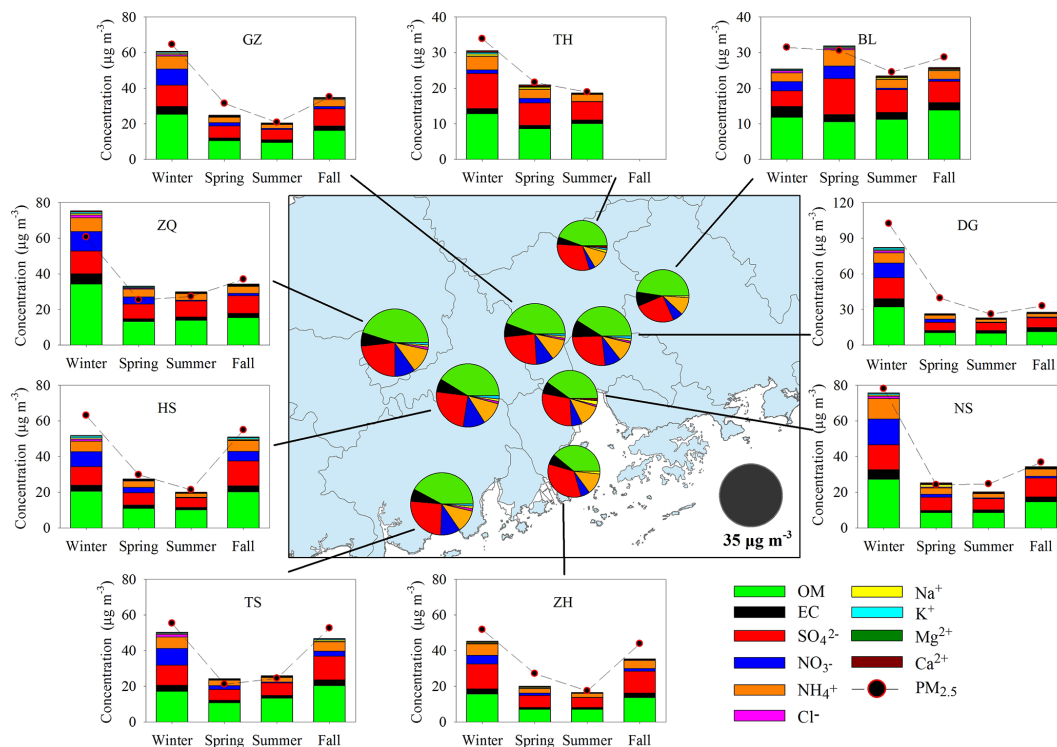 GZ
Concentration (μg m⁻³)
80
60
40
20
0
Winter Spring Summer Fall
TH
Concentration (μg m⁻³)
40
30
20
10
0
Winter Spring Summer Fall
BL
Concentration (μg m⁻³)
40
30
20
10
0
Winter Spring Summer Fall
ZQ
Concentration (μg m⁻³)
80
60
40
20
0
Winter Spring Summer Fall
DG
Concentration (μg m⁻³)
120
90
60
30
0
Winter Spring Summer Fall
HS
Concentration (μg m⁻³)
80
60
40
20
0
Winter Spring Summer Fall
NS
Concentration (μg m⁻³)
80
60
40
20
0
Winter Spring Summer Fall
35 μg m⁻³
TS
Concentration (μg m⁻³)
80
60
40
20
0
Winter Spring Summer Fall
ZH
Concentration (μg m⁻³)
80
60
40
20
0
Winter Spring Summer Fall
OM
EC
SO₄²⁻
NO₃⁻
NH₄⁺
Cl⁻
Na⁺
K⁺
Mg²⁺
Ca²⁺
PM₂.₅